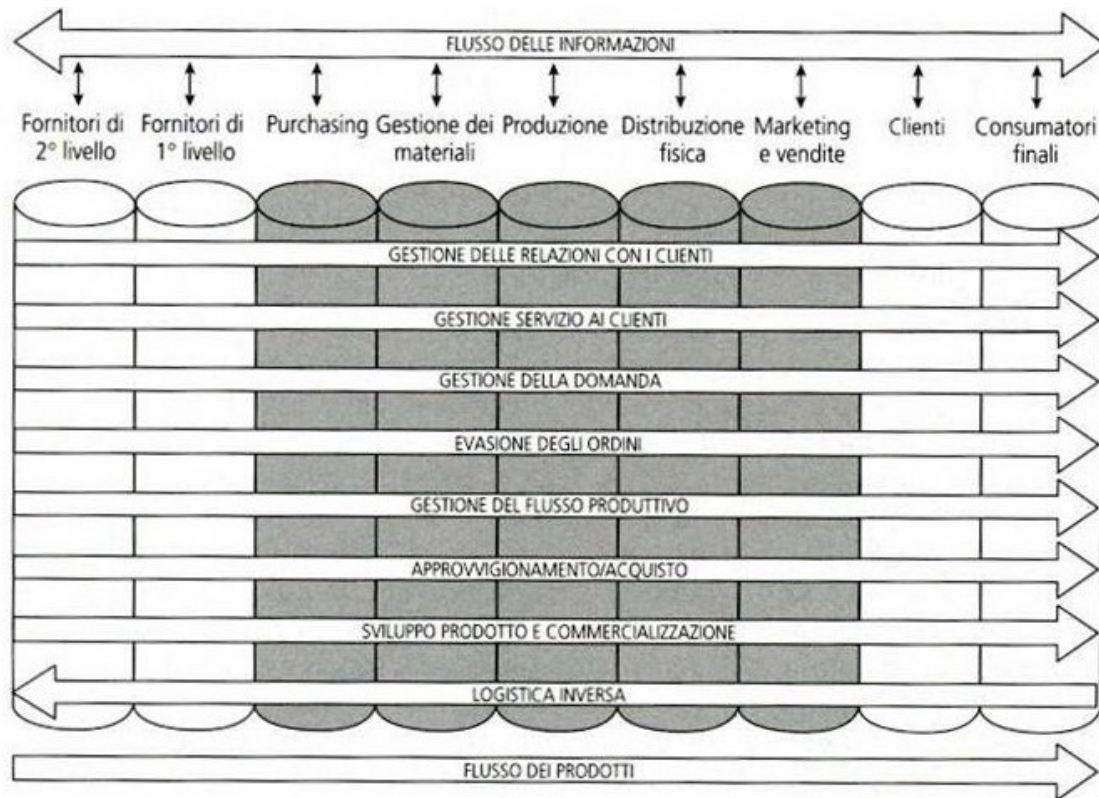 FLUSSO DELLE INFORMAZIONI
Fornitori di
2° livello
Fornitori di
1° livello
Purchasing
Gestione dei
materiali
Produzione
Distribuzione
fisica
Marketing
e vendite
Clienti
Consumatori
finali
GESTIONE DELLE RELAZIONI CON I CLIENTI
GESTIONE SERVIZIO AI CLIENTI
GESTIONE DELLA DOMANDA
EVASIONE DEGLI ORDINI
GESTIONE DEL FLUSSO PRODUTTIVO
APPROVVIGIONAMENTO/ACQUISTO
SVILUPPO PRODOTTO E COMMERCIALIZZAZIONE
LOGISTICA INVERSA
FLUSSO DEI PRODOTTI